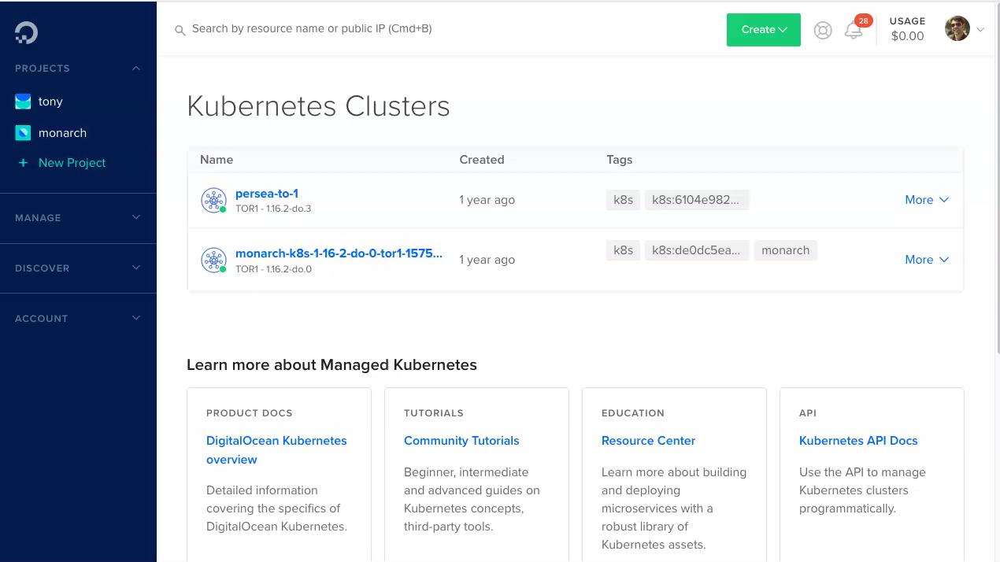 Search by resource name or public IP (Cmd+B)
Create
28
USAGE
$0.00
PROJECTS
tony
monarch
+ New Project
MANAGE
DISCOVER
ACCOUNT
Kubernetes Clusters
Name Created Tags
persea-to-1
TOR1 - 1.16.2-do.3
1 year ago
k8s k8s:6104e982...
More
monarch-k8s-1-16-2-do-0-tor1-1575...
TOR1 - 1.16.2-do.0
1 year ago
k8s k8s:de0dc5ea... monarch
More
Learn more about Managed Kubernetes
PRODUCT DOCS
DigitalOcean Kubernetes
overview
Detailed information
covering the specifics of
DigitalOcean Kubernetes.
TUTORIALS
Community Tutorials
Beginner, intermediate
and advanced guides on
Kubernetes concepts,
third-party tools.
EDUCATION
Resource Center
Learn more about building
and deploying
microservices with a
robust library of
Kubernetes assets.
API
Kubernetes API Docs
Use the API to manage
Kubernetes clusters
programmatically.